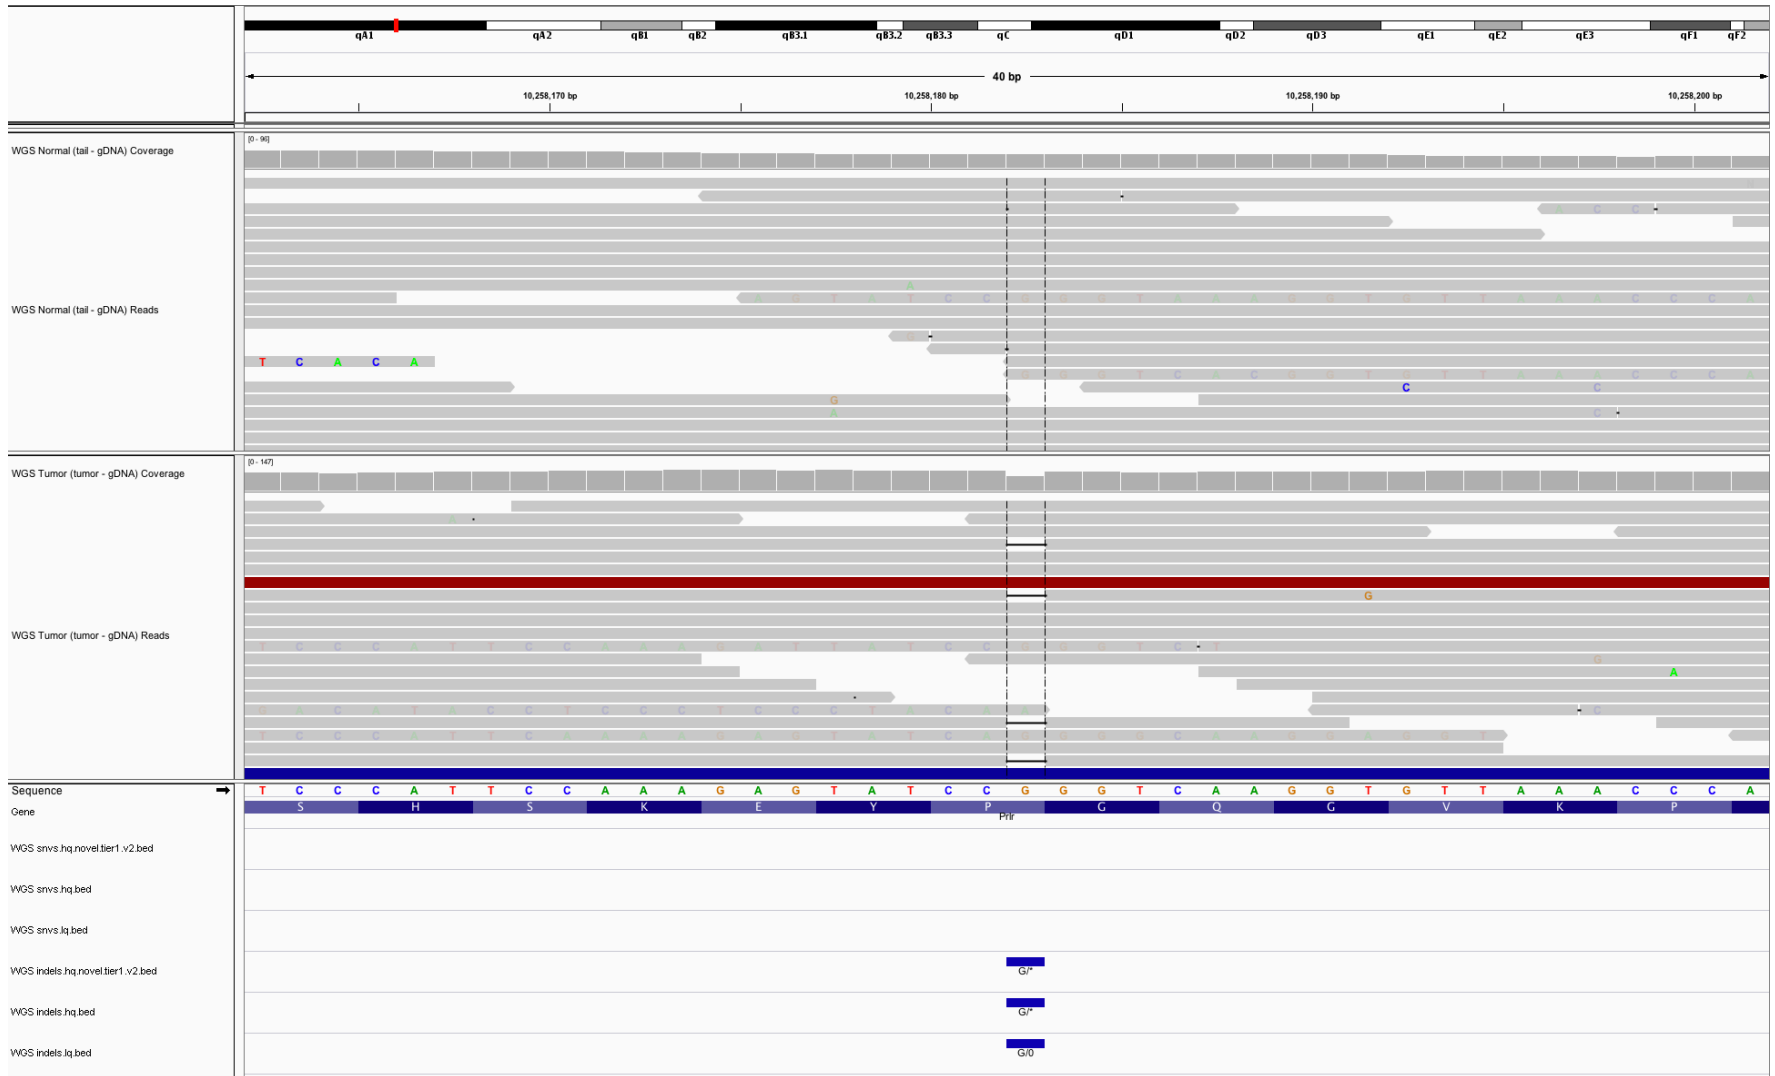 qA1 qA2 qB1 qB2 qB3.1 qB3.2 qB3.3 qC qD1 qD2 qD3 qE1 qE2 qE3 qF1 qF2
40 bp
10,258,170 bp 10,258,180 bp 10,258,190 bp 10,258,200 bp
[0 - 96]
WGS Normal (tail - gDNA) Coverage
A C C
A
WGS Normal (tail - gDNA) Reads
A G T A T C C G G G T A A A G G T G T T A A A C C C A
G
T C A C A
G G G T C A C G G T G T T A A A C C C A
C C
G
A C
[0 - 147]
WGS Tumor (tumor - gDNA) Coverage
A
G
WGS Tumor (tumor - gDNA) Reads
T C C C A T T C C A A A G A T T A T C C G G G T C T
G
A
G A C A T A C C T C C C T C C C T A C A A C
T C C C A T T C A A A A G A G T A T C A G G G G C A A G G A G G T
Sequence T C C C A T T C C A A A G A G T A T C C G G G T C A A G G T G T T A A A C C C A
Gene S H S K E Y P G Q G V K P
Prlr
WGS snvs.hq.novel.tier1.v2.bed
WGS snvs.hq.bed
WGS snvs.lq.bed
WGS indels.hq.novel.tier1.v2.bed
G/*
WGS indels.hq.bed
G/*
WGS indels.lq.bed
G/0